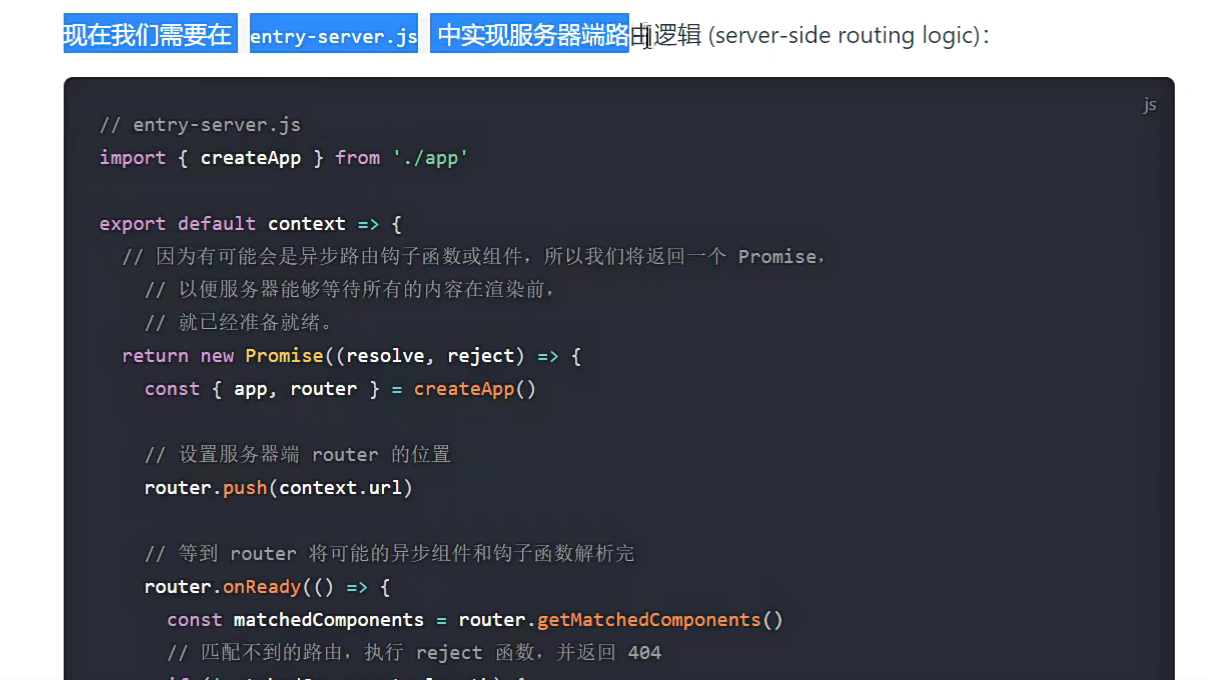 现在我们需要在 entry-server.js 中实现服务器端路由逻辑 (server-side routing logic)：
js
// entry-server.js
import { createApp } from './app'
export default context => {
// 因为有可能会是异步路由钩子函数或组件，所以我们将返回一个 Promise，
// 以便服务器能够等待所有的内容在渲染前，
// 就已经准备就绪。
return new Promise((resolve, reject) => {
const { app, router } = createApp()
// 设置服务器端 router 的位置
router.push(context.url)
// 等到 router 将可能的异步组件和钩子函数解析完
router.onReady(() => {
const matchedComponents = router.getMatchedComponents()
// 匹配不到的路由，执行 reject 函数，并返回 404